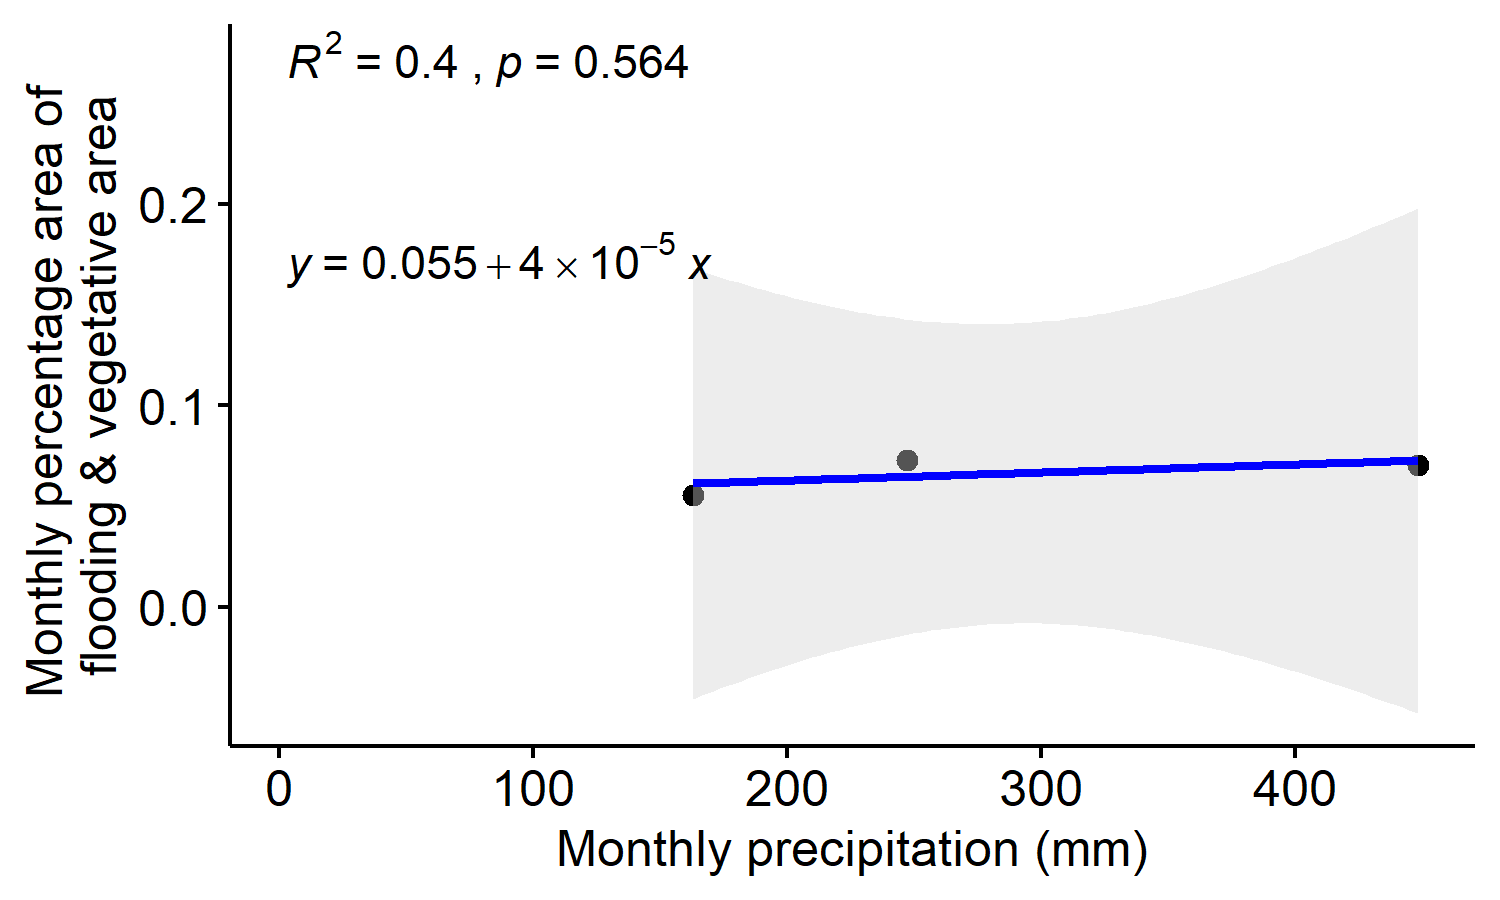 R² = 0.4 , p = 0.564
y = 0.055 + 4 × 10⁻⁵ x
Monthly percentage area of
flooding & vegetative area
0.2
0.1
0.0
0 100 200 300 400
Monthly precipitation (mm)